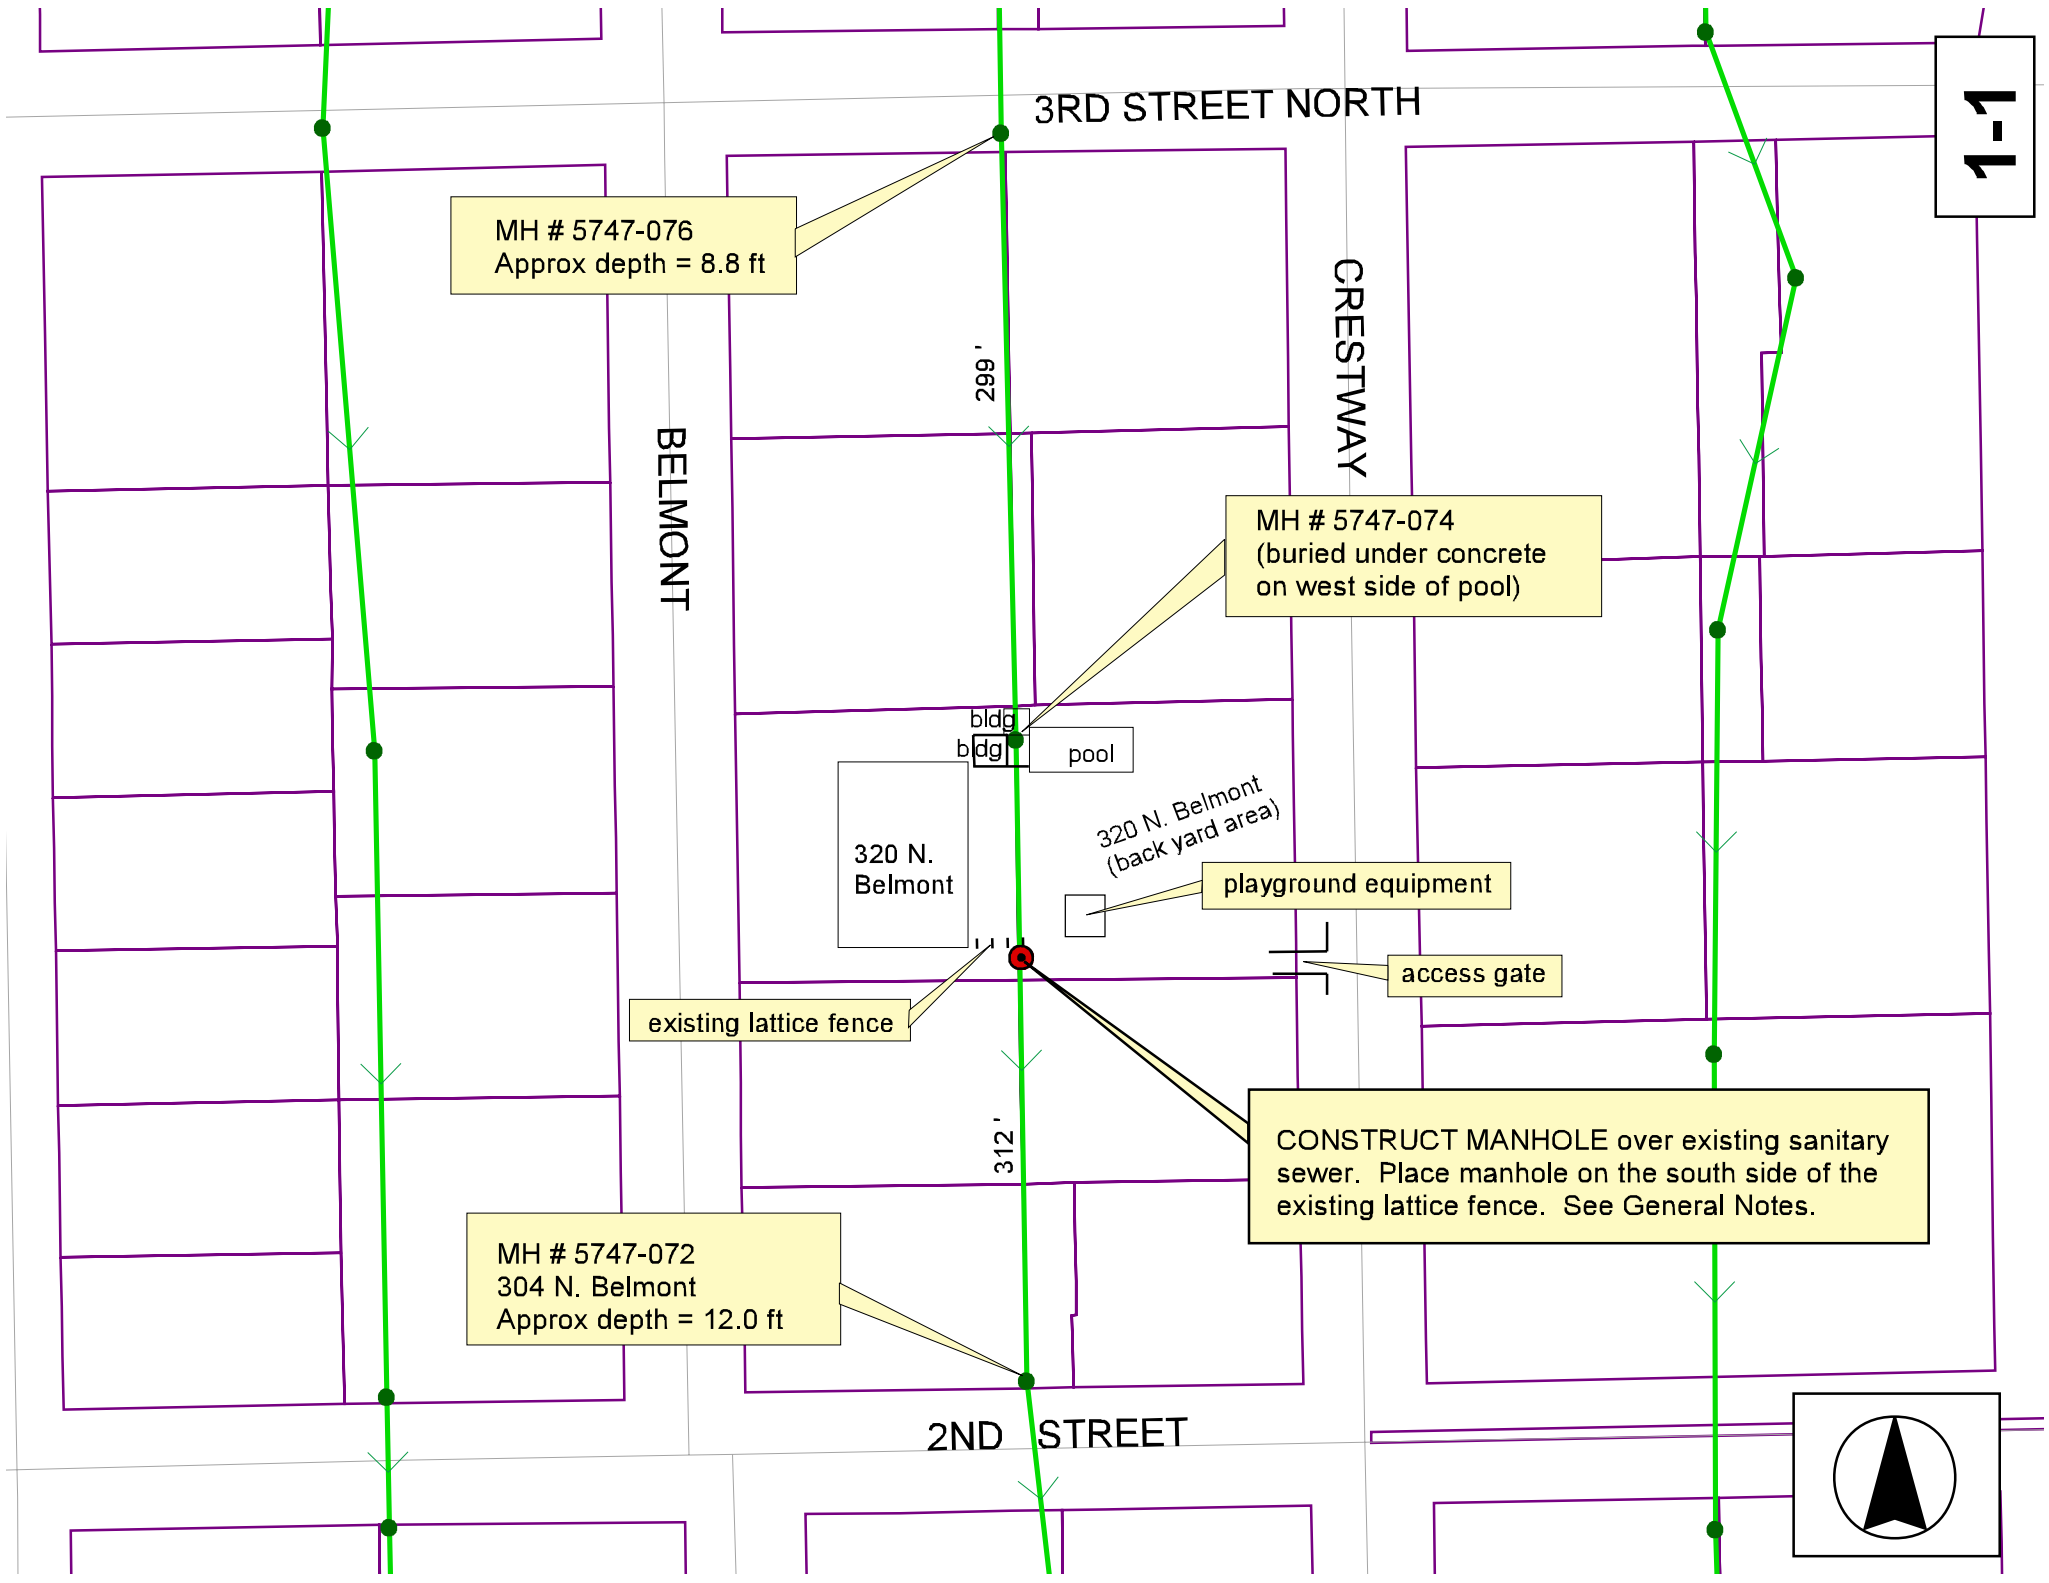 3RD STREET NORTH
1-1
MH # 5747-076
Approx depth = 8.8 ft
CRESTWAY
299 '
BELMONT
MH # 5747-074
(buried under concrete
on west side of pool)
bldg
bldg
pool
320 N. Belmont
(back yard area)
320 N.
Belmont
playground equipment
access gate
existing lattice fence
312 '
CONSTRUCT MANHOLE over existing sanitary
sewer.  Place manhole on the south side of the
existing lattice fence.  See General Notes.
MH # 5747-072
304 N. Belmont
Approx depth = 12.0 ft
2ND STREET